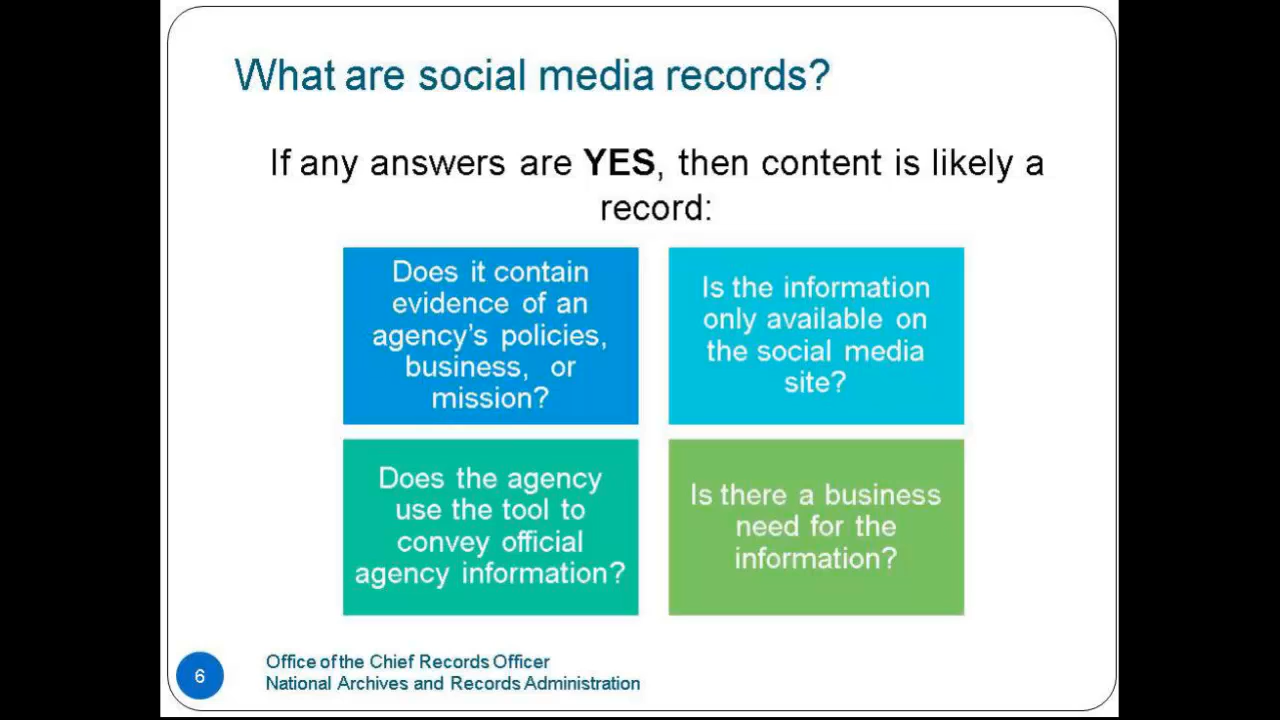 What are social media records?
If any answers are YES, then content is likely a
record:
Does it contain
evidence of an
agency's policies,
business, or
mission?
Is the information
only available on
the social media
site?
Does the agency
use the tool to
convey official
agency information?
Is there a business
need for the
information?
6
Office of the Chief Records Officer
National Archives and Records Administration